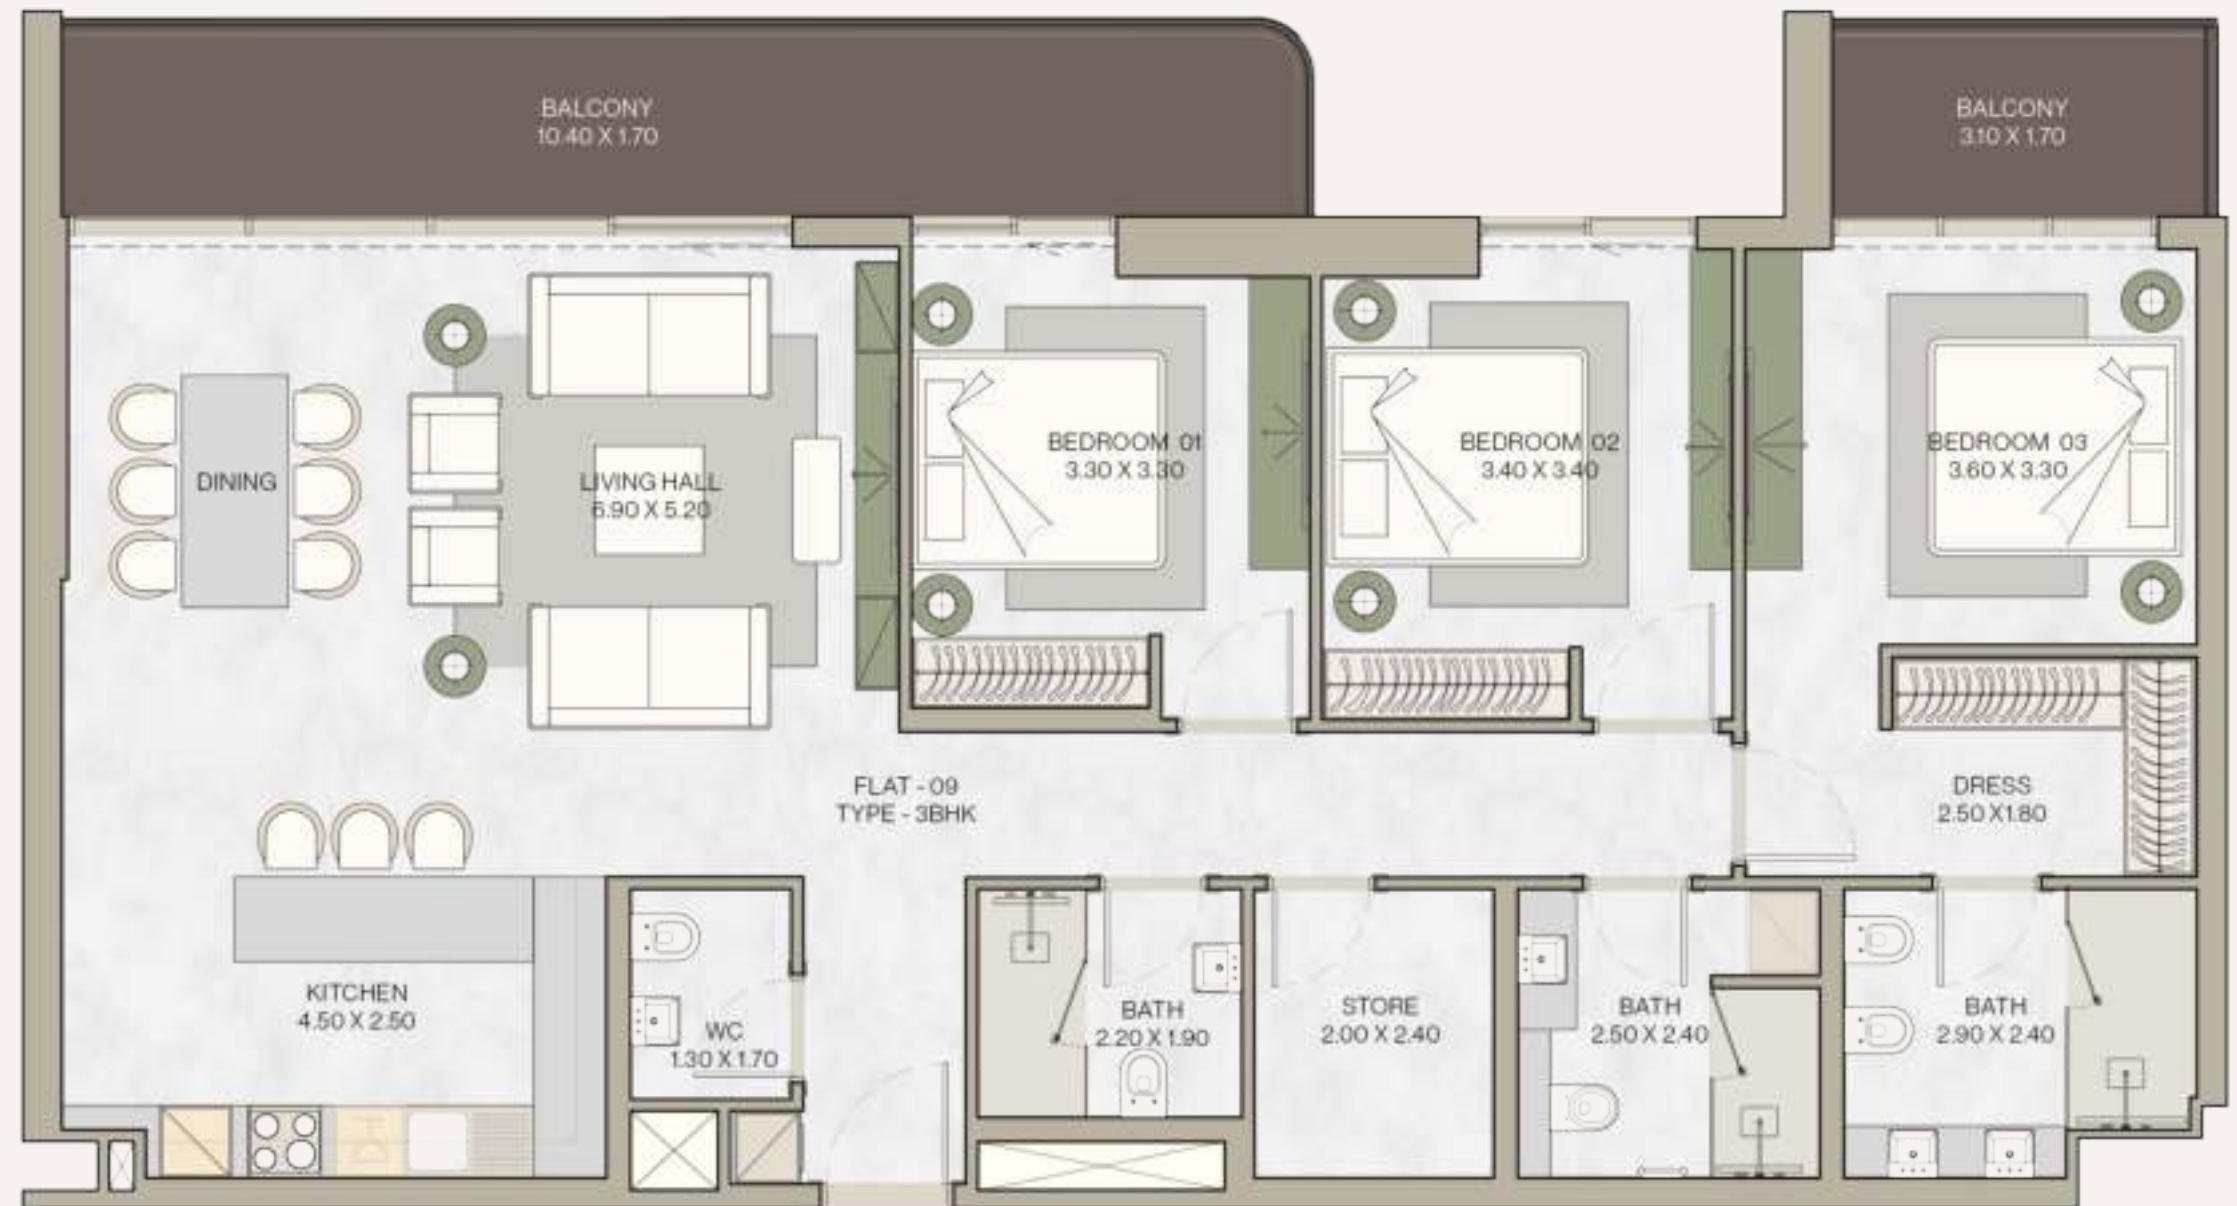 BALCONY
10.40 X 1.70
BALCONY
3.10 X 1.70
DINING
LIVING HALL
6.90 X 5.20
BEDROOM 01
3.30 X 3.30
BEDROOM 02
3.40 X 3.40
BEDROOM 03
3.60 X 3.30
FLAT - 09
TYPE - 3BHK
DRESS
2.50 X1.80
KITCHEN
4.50 X 2.50
WC
1.30 X 1.70
BATH
2.20 X 1.90
STORE
2.00 X 2.40
BATH
2.50 X 2.40
BATH
2.90 X 2.40